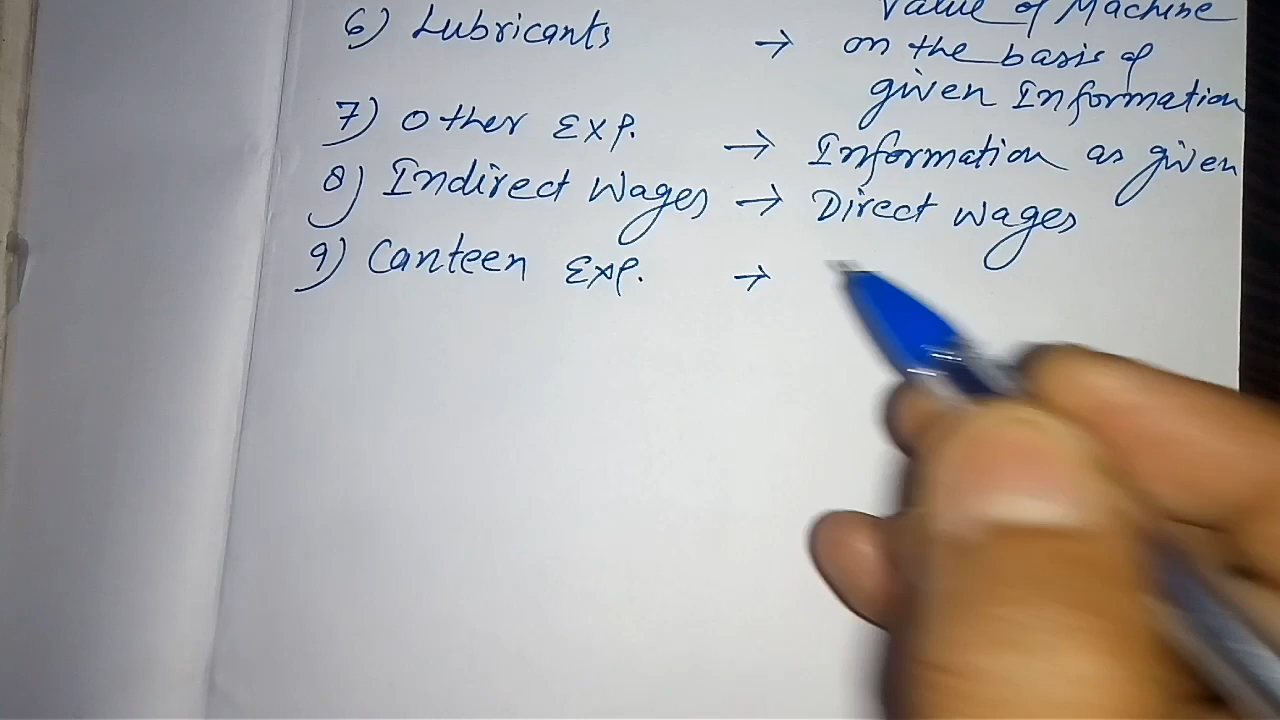 Value of Machine
6) Lubricants → on the basis of
given Information
7) Other Exp. → Information as given
8) Indirect Wages → Direct wages
9) Canteen Exp. →